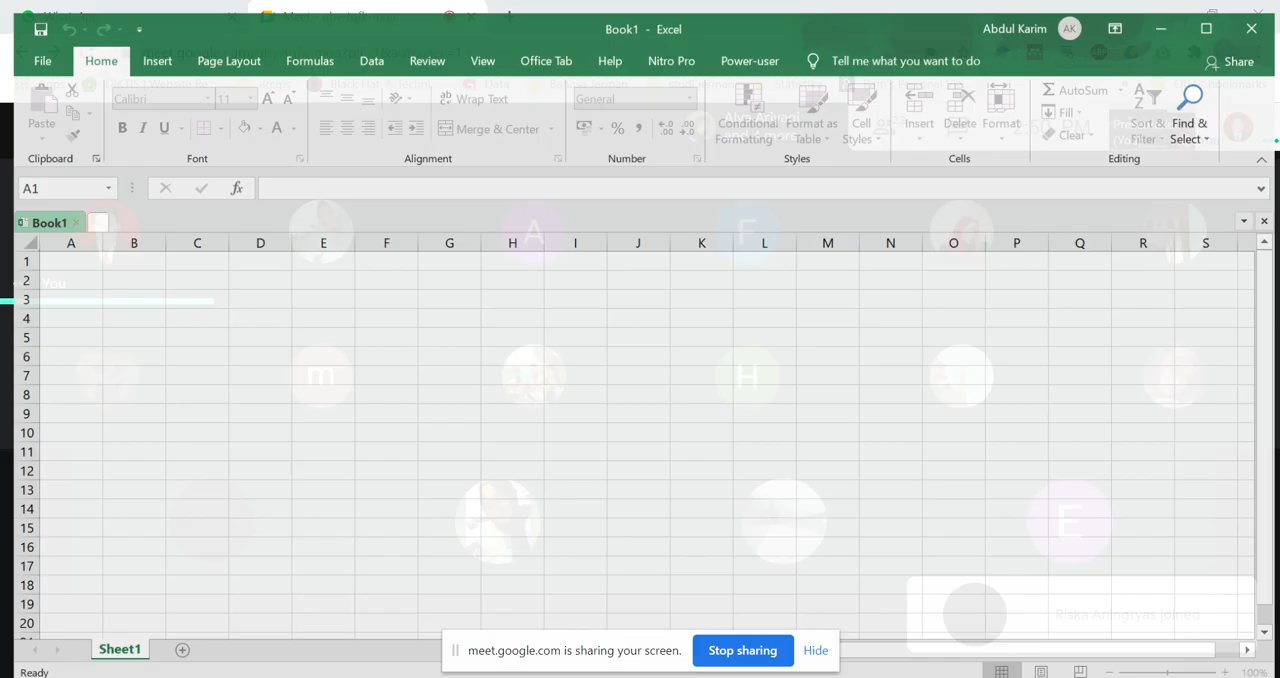 Book1 - Excel
Abdul Karim
AK
File Home Insert Page Layout Formulas Data Review View Office Tab Help Nitro Pro Power-user Tell me what you want to do Share
Paste
Calibri 11
B I U
Wrap Text
Merge & Center
General
Conditional Formatting
Format as Table
Cell Styles
Insert Delete Format
AutoSum
Fill
Clear
Sort & Filter
Find & Select
Clipboard Font Alignment Number Styles Cells Editing
A1
fx
Book1
A B C D E F G H I J K L M N O P Q R S
1
2
You
3
4
5
6
7
8
9
10
11
12
13
14
15
16
17
18
19
20
A
F
m
H
E
Riska Aningtyas joined
Sheet1
meet.google.com is sharing your screen.
Stop sharing
Hide
Ready
100%